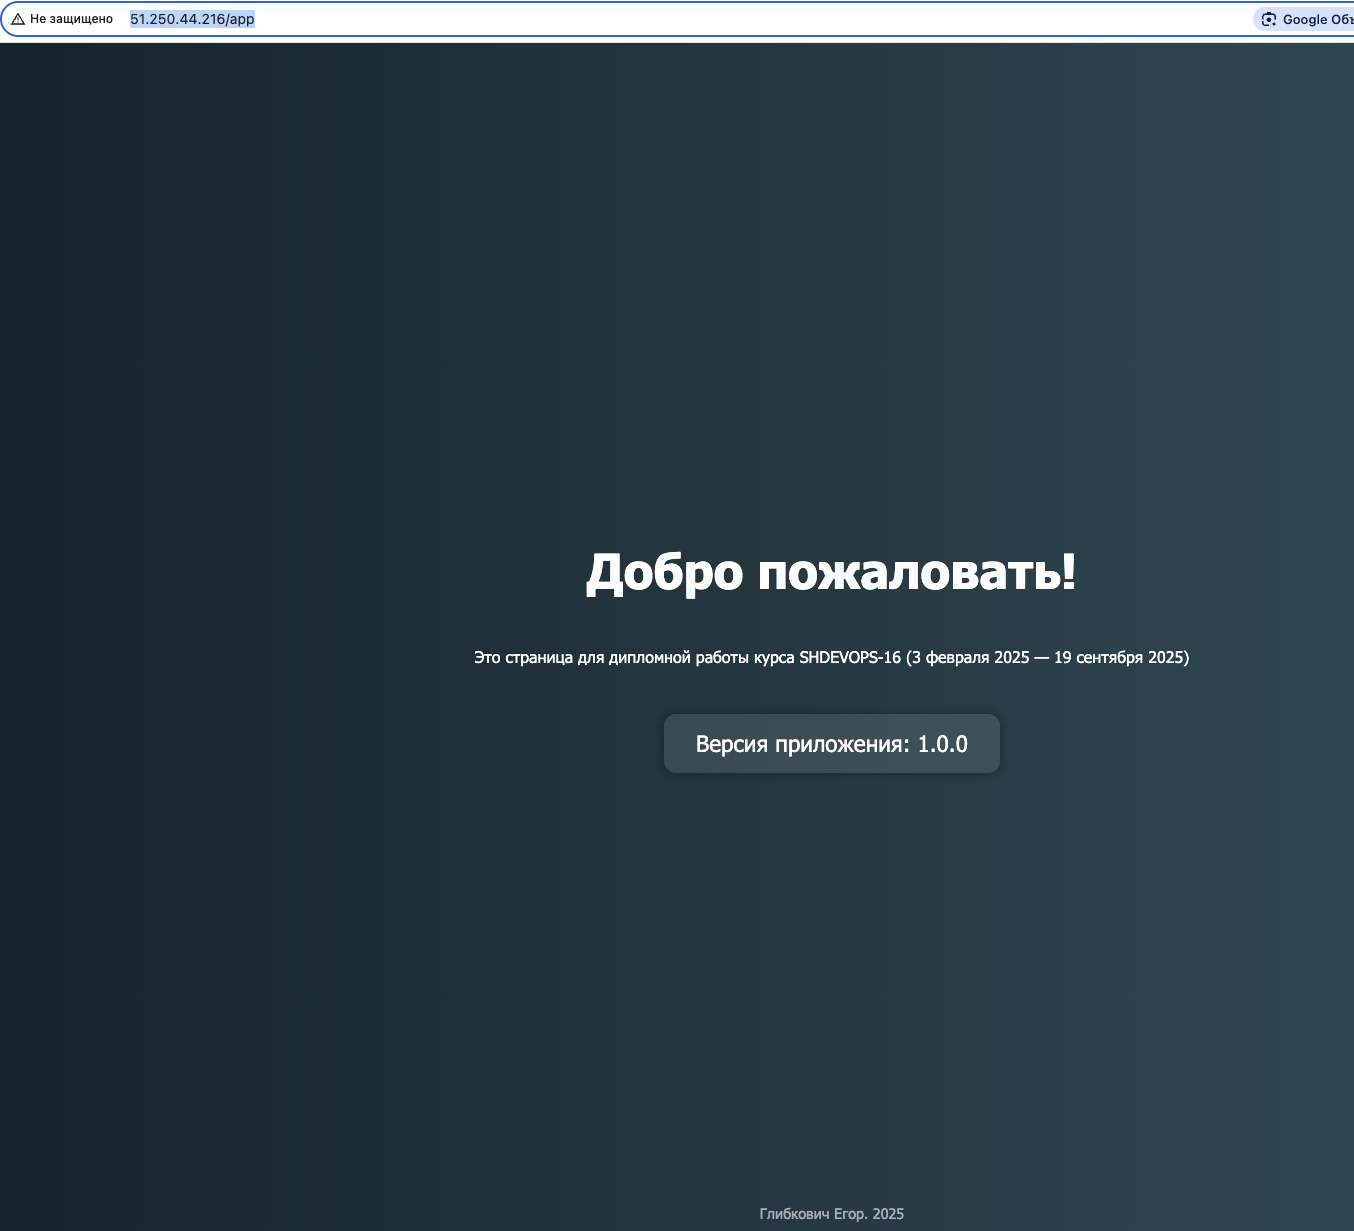 Не защищено 51.250.44.216/app Google Объ
Добро пожаловать!
Это страница для дипломной работы курса SHDEVOPS-16 (3 февраля 2025 — 19 сентября 2025)
Версия приложения: 1.0.0
Глибкович Егор. 2025